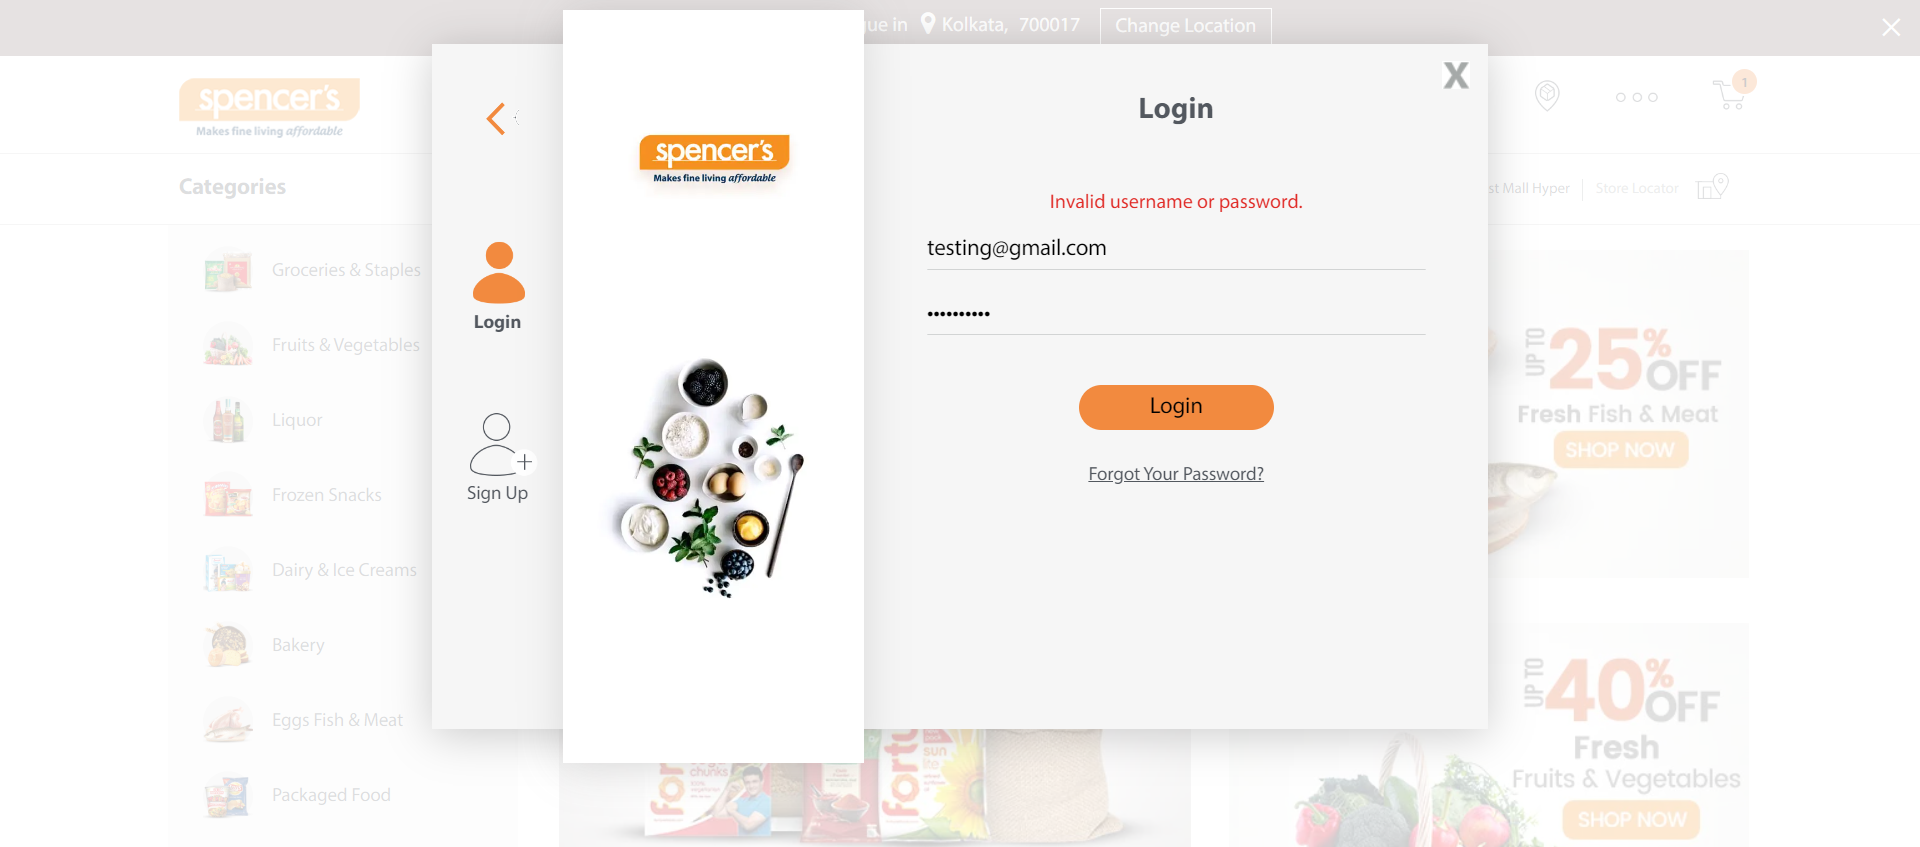 Kolkata, 700017
Change Location
spencer's
Makes fine living affordable
1
Categories
Mall Hyper
Store Locator
Groceries & Staples
Fruits & Vegetables
Liquor
Frozen Snacks
Dairy & Ice Creams
Bakery
Eggs Fish & Meat
Packaged Food
Login
Sign Up
spencer's
Makes fine living affordable
X
Login
Invalid username or password.
testing@gmail.com
••••••••••
Login
Forgot Your Password?
UP TO 25% OFF
Fresh Fish & Meat
SHOP NOW
UP TO 40% OFF
Fresh
Fruits & Vegetables
SHOP NOW
chunks
sun
lite